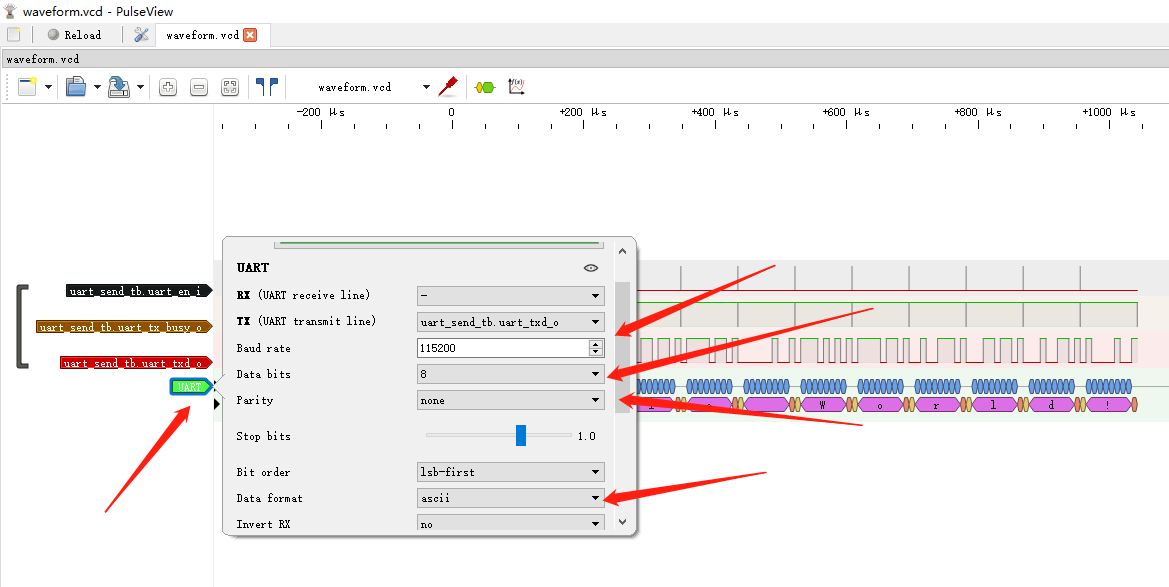 waveform.vcd - PulseView
Reload
waveform.vcd
waveform.vcd
waveform.vcd
-200 μs
0
+200 μs
+400 μs
+600 μs
+800 μs
+1000 μs
UART
RX (UART receive line)
-
TX (UART transmit line)
uart_send_tb.uart_txd_o
Baud rate
115200
Data bits
8
Parity
none
Stop bits
1.0
Bit order
lsb-first
Data format
ascii
Invert RX
no
uart_send_tb.uart_en_i
uart_send_tb.uart_tx_busy_o
uart_send_tb.uart_txd_o
UART
W
o
r
l
d
!